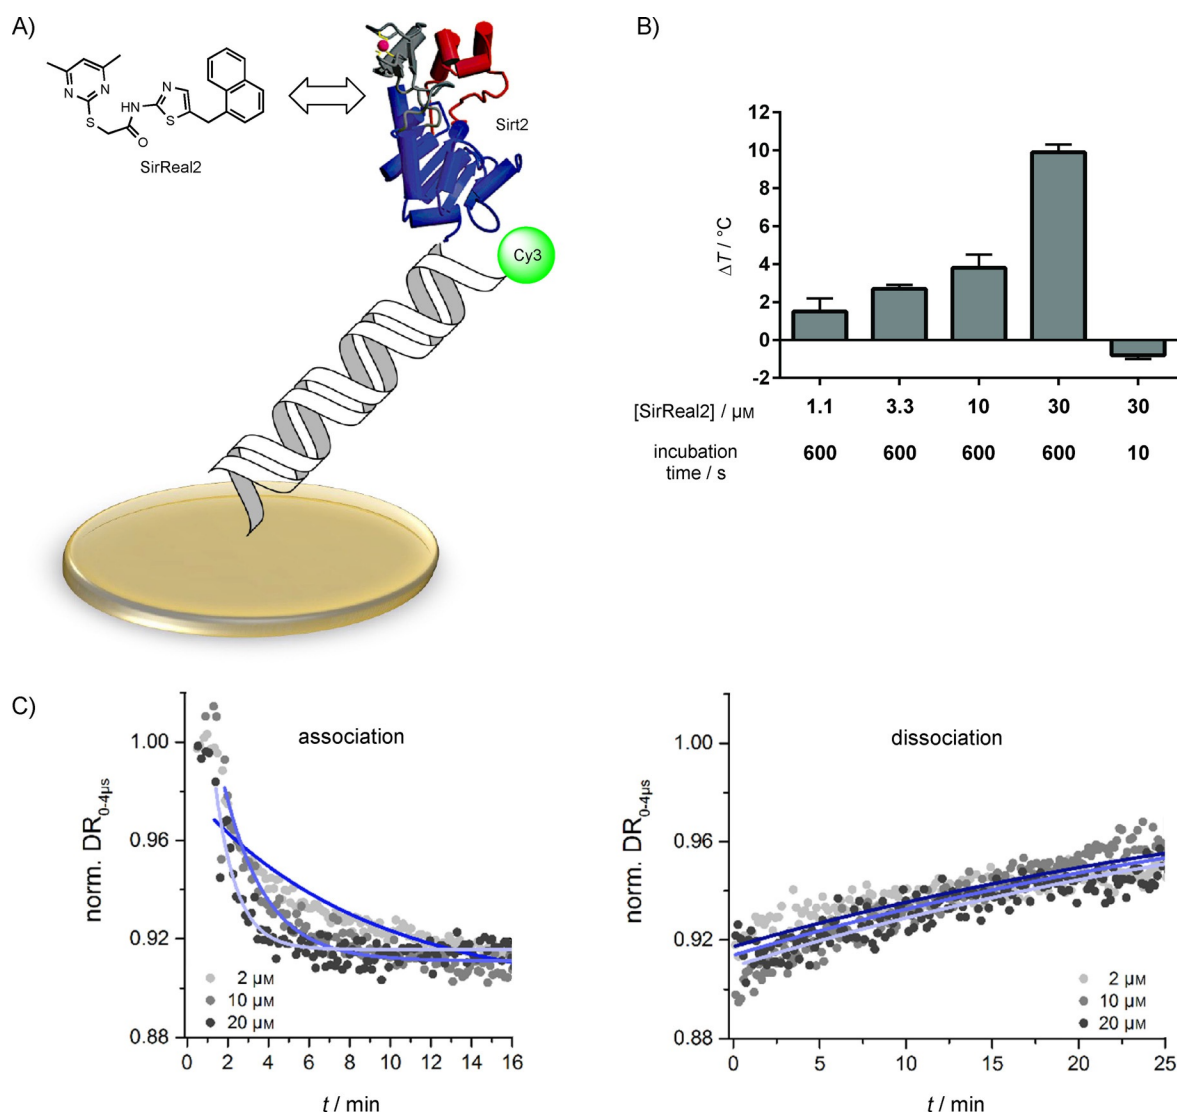 A)
N
N
S
HN
O
N
S
SirReal2
Sirt2
Cy3
B)
ΔT / °C
12
10
8
6
4
2
0
-2
[SirReal2] / μM 1.1 3.3 10 30 30
incubation time / s 600 600 600 600 10
C)
association
norm. DR0-4μs
1.00
0.96
0.92
0.88
2 μM
10 μM
20 μM
0 2 4 6 8 10 12 14 16
t / min
dissociation
norm. DR0-4μs
1.00
0.96
0.92
0.88
2 μM
10 μM
20 μM
0 5 10 15 20 25
t / min